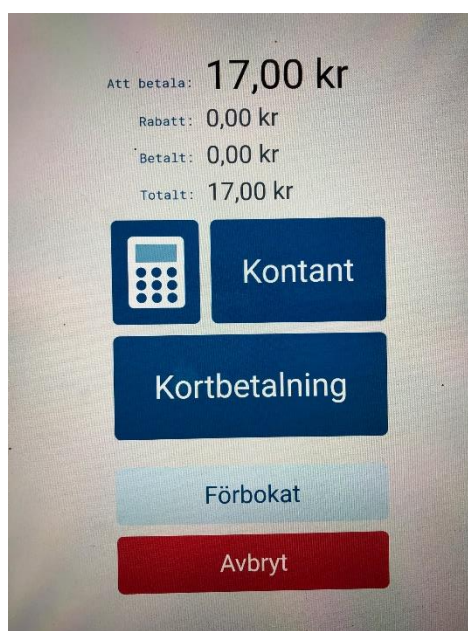 Att betala: 17,00 kr
Rabatt: 0,00 kr
Betalt: 0,00 kr
Totalt: 17,00 kr
Kontant
Kortbetalning
Förbokat
Avbryt